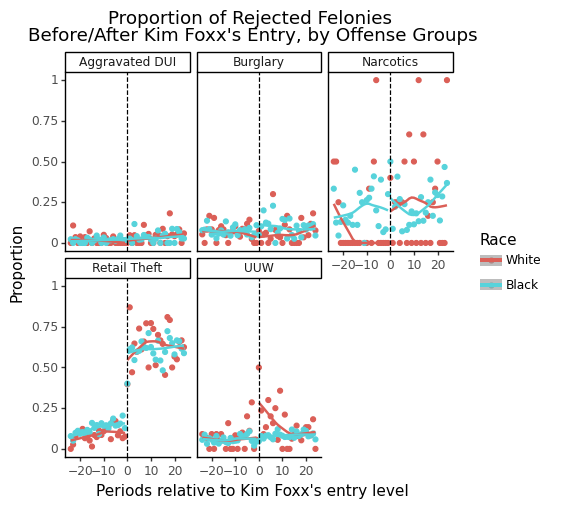 Proportion of Rejected Felonies
Before/After Kim Foxx's Entry, by Offense Groups
Aggravated DUI
Burglary
Narcotics
1
0.75
0.50
0.25
0
−20 −10 0 10 20
Retail Theft
UUW
1
0.75
0.50
0.25
0
−20 −10 0 10 20
−20 −10 0 10 20
Proportion
Periods relative to Kim Foxx's entry level
Race
White
Black